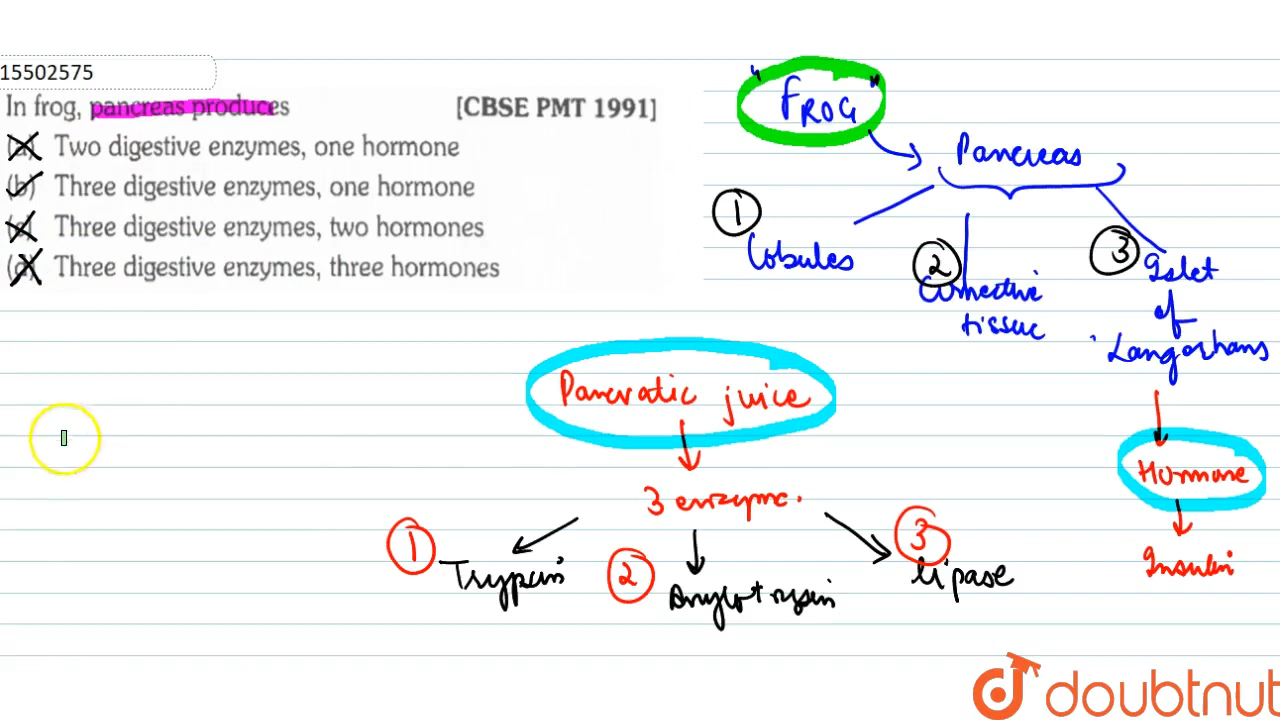 15502575
In frog, pancreas produces [CBSE PMT 1991]
(a) Two digestive enzymes, one hormone
(b) Three digestive enzymes, one hormone
(c) Three digestive enzymes, two hormones
(d) Three digestive enzymes, three hormones
"FROG"
Pancreas
1
Lobules
2
Connective
tissue
3
Islet
of
Langerhans
Pancreatic juice
3 enzyme.
1
Trypsin
2
Amylotrypsin
3
lipase
Hormone
Insulin
doubtnut